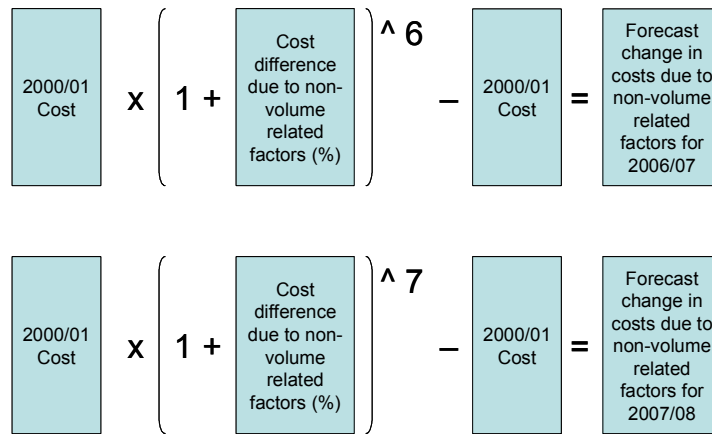 2000/01
Cost
x
(
1 +
Cost
difference
due to non-
volume
related
factors (%)
)
^ 6
–
2000/01
Cost
=
Forecast
change in
costs due to
non-volume
related
factors for
2006/07
2000/01
Cost
x
(
1 +
Cost
difference
due to non-
volume
related
factors (%)
)
^ 7
–
2000/01
Cost
=
Forecast
change in
costs due to
non-volume
related
factors for
2007/08